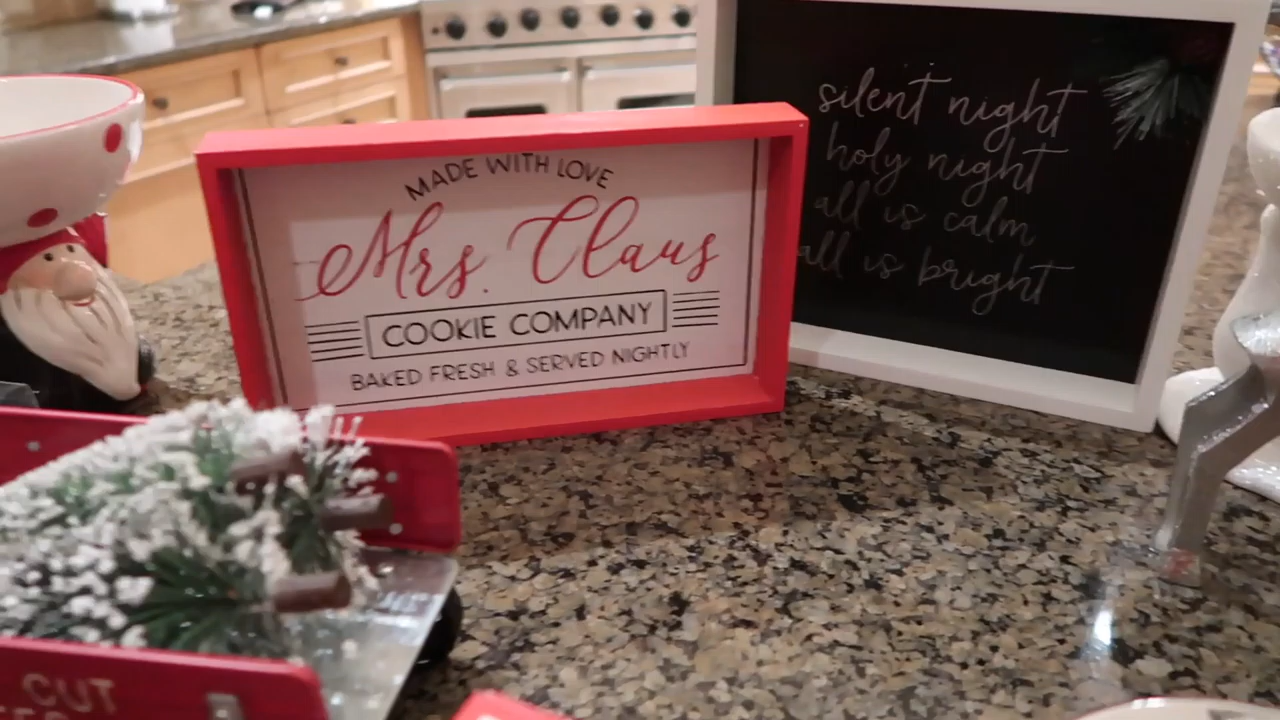 MADE WITH LOVE
Mrs. Claus
COOKIE COMPANY
BAKED FRESH & SERVED NIGHTLY
silent night
holy night
all is calm
all is bright
CUT